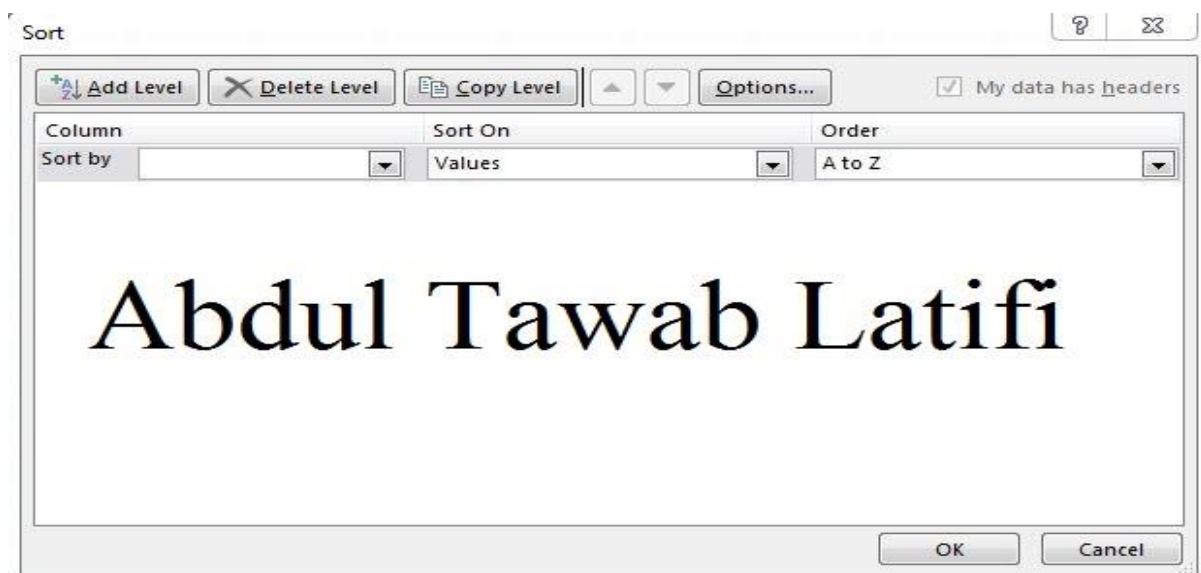 Sort
Add Level Delete Level Copy Level Options... My data has headers
Column Sort On Order
Sort by Values A to Z
Abdul Tawab Latifi
OK Cancel